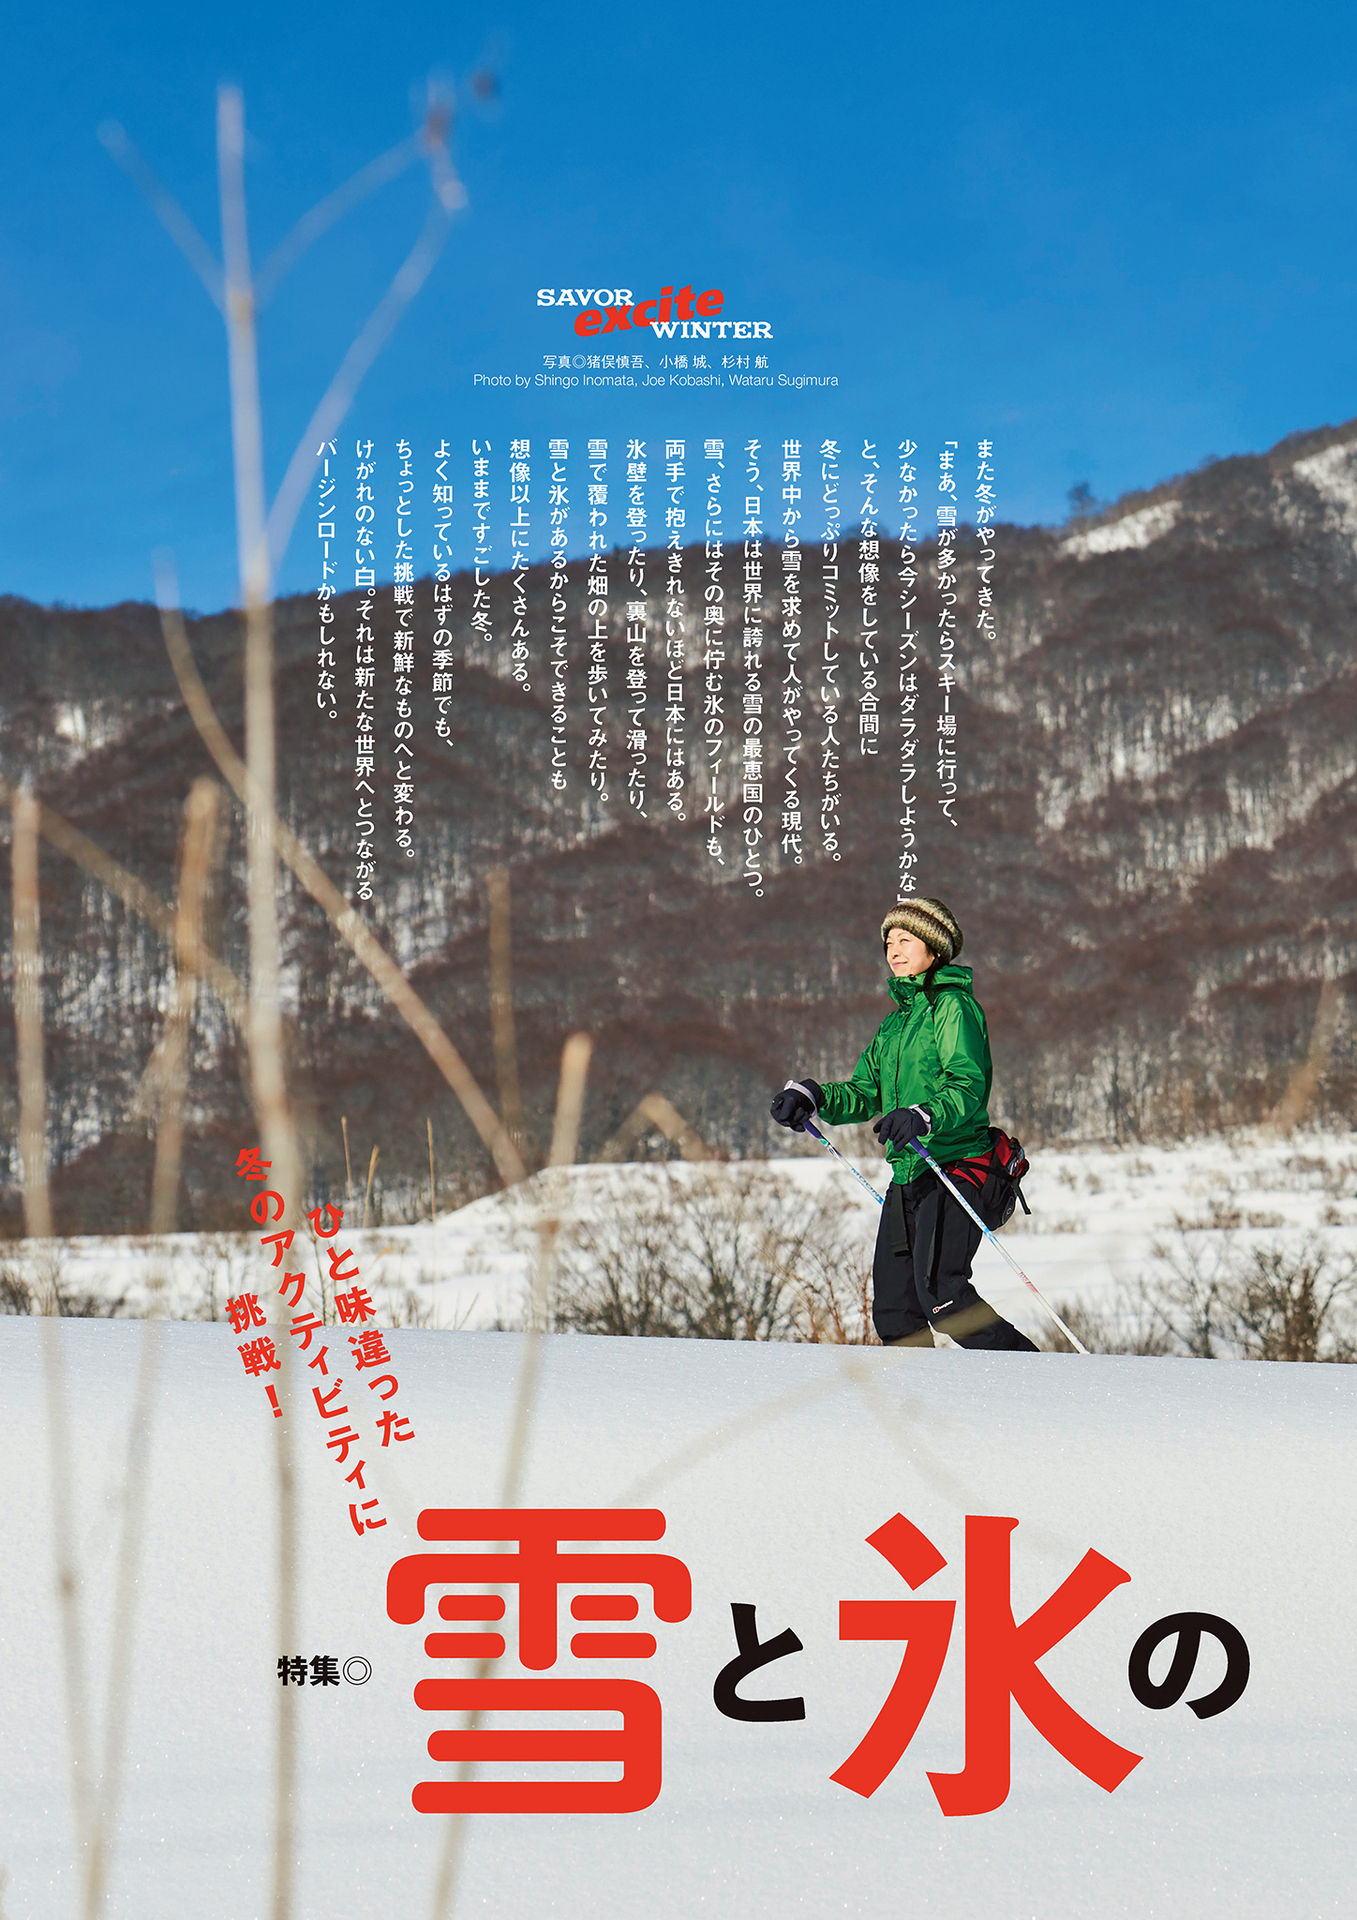 SAVOR
excite
WINTER
写真◎猪俣慎吾、小橋 城、杉村 航
Photo by Shingo Inomata, Joe Kobashi, Wataru Sugimura
また冬がやってきた。
「まあ、雪が多かったらスキー場に行って、
少なかったら今シーズンはダラダラしようかな」
と、そんな想像をしている合間に
冬にどっぷりコミットしている人たちがいる。
世界中から雪を求めて人がやってくる現代。
そう、日本は世界に誇れる雪の最恵国のひとつ。
雪、さらにはその奥に佇む氷のフィールドも、
両手で抱えきれないほど日本にはある。
氷壁を登ったり、裏山を登って滑ったり、
雪で覆われた畑の上を歩いてみたり。
雪と氷があるからこそできることも
想像以上にたくさんある。
いままですごした冬。
よく知っているはずの季節でも、
ちょっとした挑戦で新鮮なものへと変わる。
けがれのない白。それは新たな世界へとつながる
バージンロードかもしれない。
ひと味違った
冬のアクティビティに
挑戦！
特集◎
雪と氷の